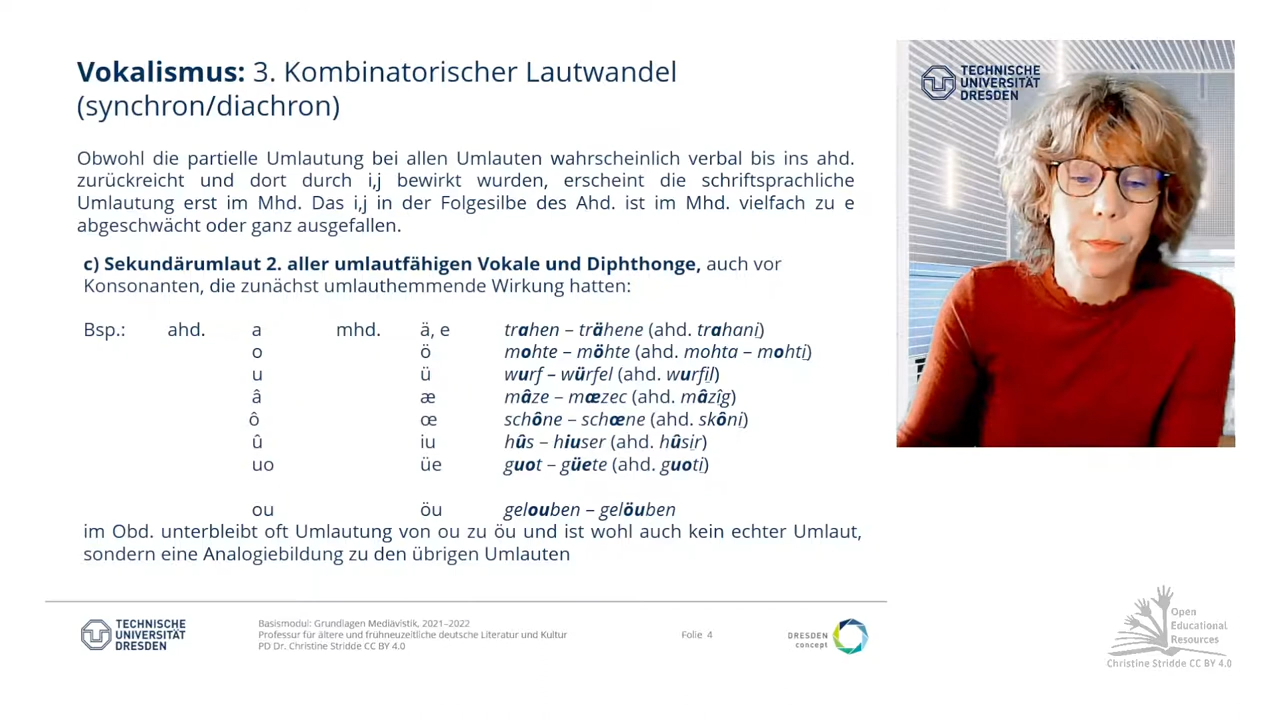 Vokalismus: 3. Kombinatorischer Lautwandel
(synchron/diachron)
Obwohl die partielle Umlautung bei allen Umlauten wahrscheinlich verbal bis ins ahd.
zurückreicht und dort durch i,j bewirkt wurden, erscheint die schriftsprachliche
Umlautung erst im Mhd. Das i,j in der Folgesilbe des Ahd. ist im Mhd. vielfach zu e
abgeschwächt oder ganz ausgefallen.
c) Sekundärumlaut 2. aller umlautfähigen Vokale und Diphthonge, auch vor
Konsonanten, die zunächst umlauthemmende Wirkung hatten:
Bsp.: ahd. a mhd. ä, e trahen – trähene (ahd. trahani)
o ö mohte – möhte (ahd. mohta – mohti)
u ü wurf – würfel (ahd. wurfil)
â æ mâze – mæzec (ahd. mâzîg)
ô œ schône – schœne (ahd. skôni)
û iu hûs – hiuser (ahd. hûsir)
uo üe guot – güete (ahd. guoti)
ou öu gelouben – gelöuben
im Obd. unterbleibt oft Umlautung von ou zu öu und ist wohl auch kein echter Umlaut,
sondern eine Analogiebildung zu den übrigen Umlauten
TECHNISCHE
UNIVERSITÄT
DRESDEN
Basismodul: Grundlagen Mediävistik, 2021–2022
Professur für ältere und frühneuzeitliche deutsche Literatur und Kultur
PD Dr. Christine Stridde CC BY 4.0
Folie 4
DRESDEN
concept
TECHNISCHE
UNIVERSITÄT
DRESDEN
Open
Educational
Resources
Christine Stridde CC BY 4.0